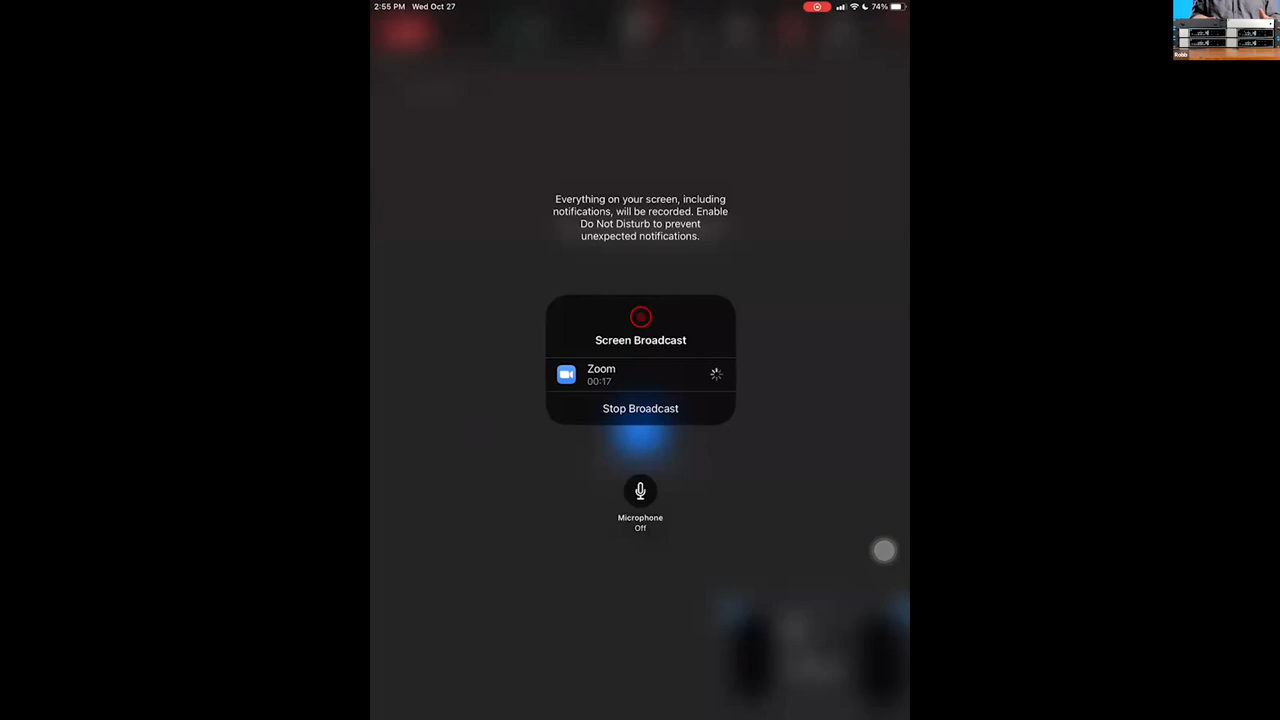 2:55 PM Wed Oct 27
74%
Everything on your screen, including
notifications, will be recorded. Enable
Do Not Disturb to prevent
unexpected notifications.
Screen Broadcast
Zoom
00:17
Stop Broadcast
Microphone
Off
Robb